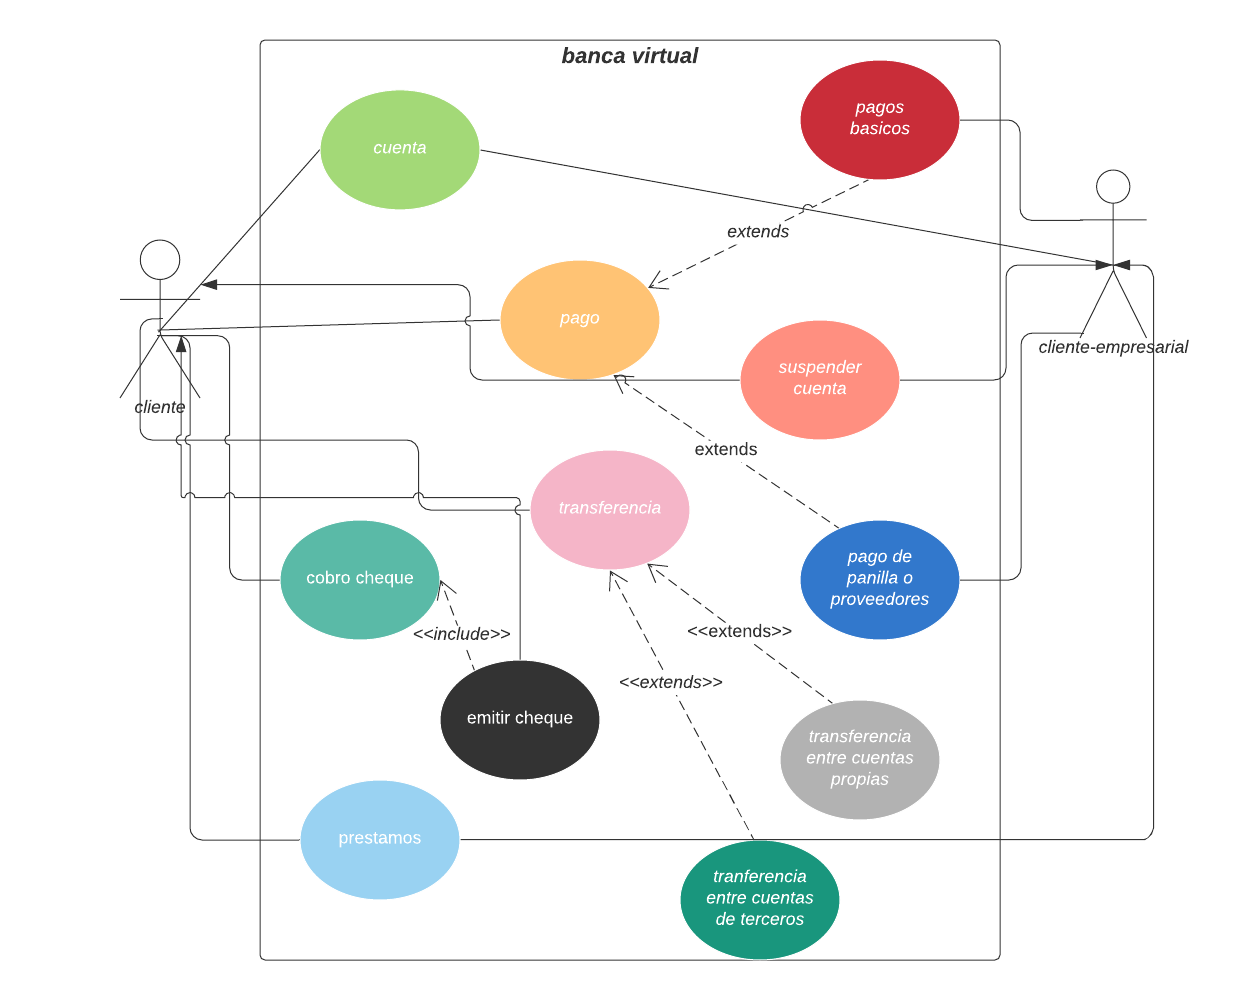 banca virtual
pagos
basicos
cuenta
extends
pago
cliente-empresarial
suspender
cuenta
cliente
extends
transferencia
pago de
panilla o
proveedores
cobro cheque
<<include>>
<<extends>>
<<extends>>
emitir cheque
transferencia
entre cuentas
propias
prestamos
tranferencia
entre cuentas
de terceros